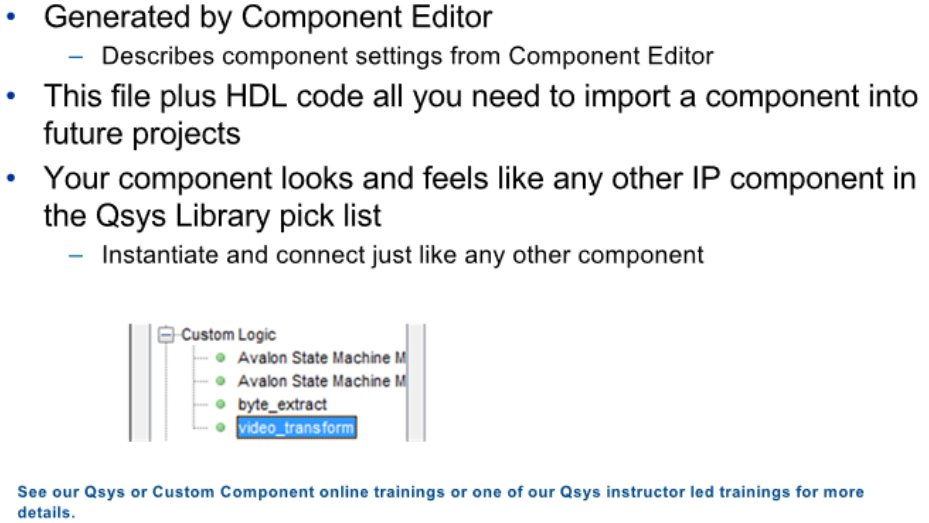 • Generated by Component Editor
– Describes component settings from Component Editor
• This file plus HDL code all you need to import a component into
future projects
• Your component looks and feels like any other IP component in
the Qsys Library pick list
– Instantiate and connect just like any other component
Custom Logic
Avalon State Machine M
Avalon State Machine M
byte_extract
video_transform
See our Qsys or Custom Component online trainings or one of our Qsys instructor led trainings for more
details.